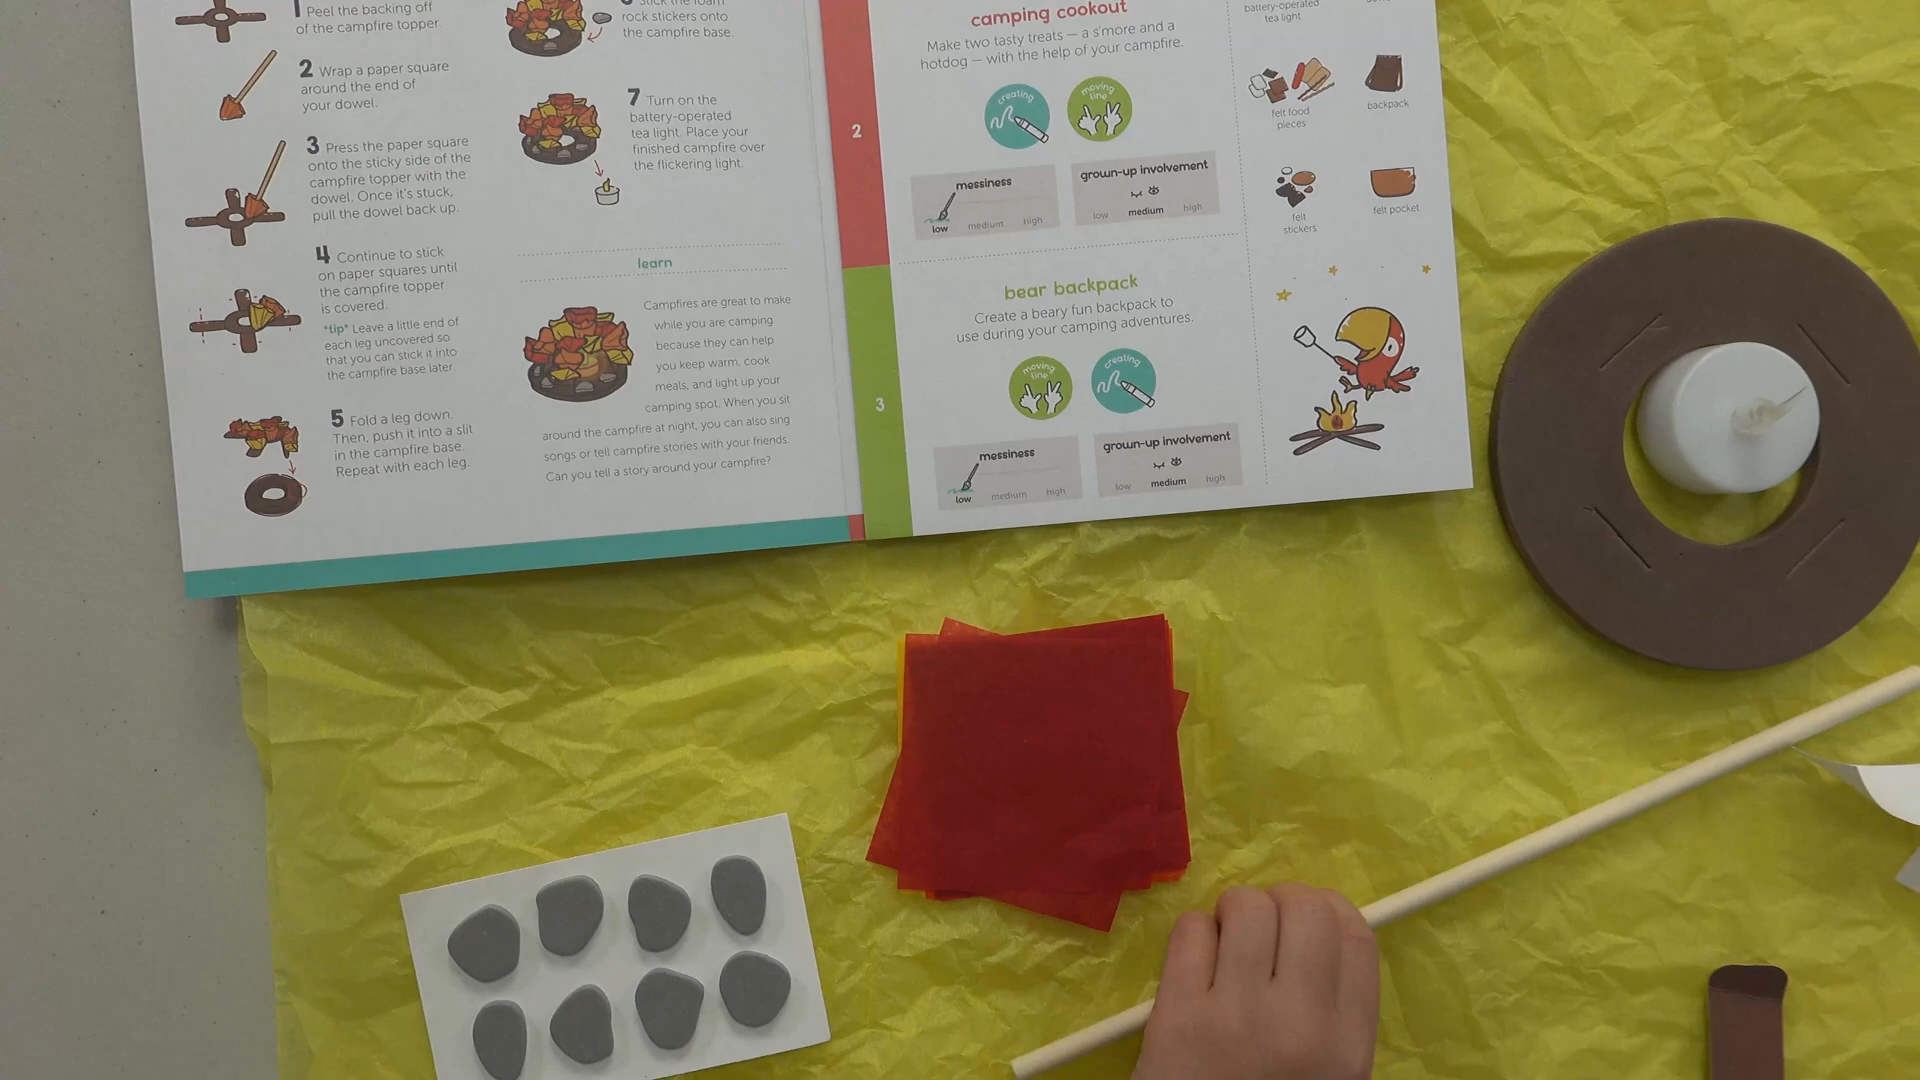 1 Peel the backing off
of the campfire topper.
2 Wrap a paper square
around the end of
your dowel.
3 Press the paper square
onto the sticky side of the
campfire topper with the
dowel. Once it's stuck,
pull the dowel back up.
4 Continue to stick
on paper squares until
the campfire topper
is covered.
*tip* Leave a little end of
each leg uncovered so
that you can stick it into
the campfire base later.
5 Fold a leg down.
Then, push it into a slit
in the campfire base.
Repeat with each leg.
Stick the foam
rock stickers onto
the campfire base.
7 Turn on the
battery-operated
tea light. Place your
finished campfire over
the flickering light.
learn
Campfires are great to make
while you are camping
because they can help
you keep warm, cook
meals, and light up your
camping spot. When you sit
around the campfire at night, you can also sing
songs or tell campfire stories with your friends.
Can you tell a story around your campfire?
2
camping cookout
Make two tasty treats — a s'more and a
hotdog — with the help of your campfire.
creating
moving
fine
messiness
low medium high
grown-up involvement
low medium high
3
bear backpack
Create a beary fun backpack to
use during your camping adventures.
moving
fine
creating
messiness
low medium high
grown-up involvement
low medium high
battery-operated
tea light
felt food
pieces
backpack
felt
stickers
felt pocket